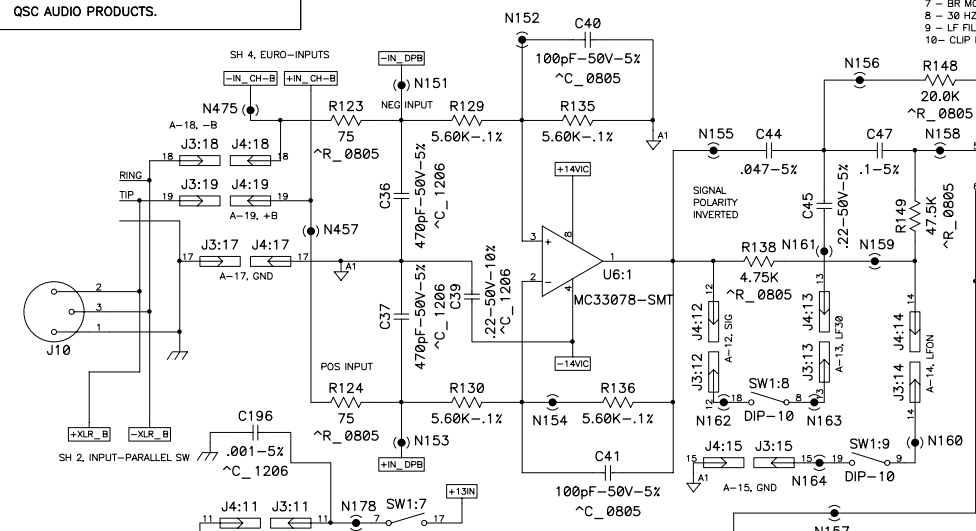 QSC AUDIO PRODUCTS.
7 - BR MO
8 - 30 HZ
9 - LF FIL
10- CLIP
SH 4, EURO-INPUTS
-IN_CH-B
+IN_CH-B
-IN_DPB
N151
N152
C40
100pF-50V-5%
^C_0805
N156
R148
20.0K
^R_0805
N475
R123
75
^R_0805
NEG INPUT
R129
5.60K-.1%
R135
5.60K-.1%
A1
A-18, -B
J3:18
J4:18
18
18
N155
C44
.047-5%
C47
.1-5%
N158
5
RING
TIP
J3:19
J4:19
19
19
A-19, +B
C36
470pF-50V-5%
^C_1206
+14VIC
SIGNAL
POLARITY
INVERTED
C45
.22-50V-5%
R149
47.5K
^R_0805
N457
J3:17
J4:17
17
17
A-17, GND
A1
3
+
8
2
-
4
1
U6:1
MC33078-SMT
R138
4.75K
^R_0805
N161
N159
C37
470pF-50V-5%
^C_1206
C39
.22-50V-10%
^C_1206
-14VIC
2
3
1
J10
12
J4:12
J3:12
12
A-12, SIG
13
J4:13
J3:13
13
A-13, LF30
14
J4:14
J3:14
14
A-14, LFON
POS INPUT
R124
75
^R_0805
R130
5.60K-.1%
N154
R136
5.60K-.1%
SW1:8
18
8
DIP-10
N162
N163
+XLR_B
-XLR_B
SH 2, INPUT-PARALLEL SW
C196
.001-5%
^C_1206
N153
+IN_DPB
C41
100pF-50V-5%
^C_0805
J4:15
J3:15
15
15
A1
A-15, GND
N164
SW1:9
19
9
DIP-10
N160
J4:11
J3:11
11
11
N178
SW1:7
7
17
+13IN
N157